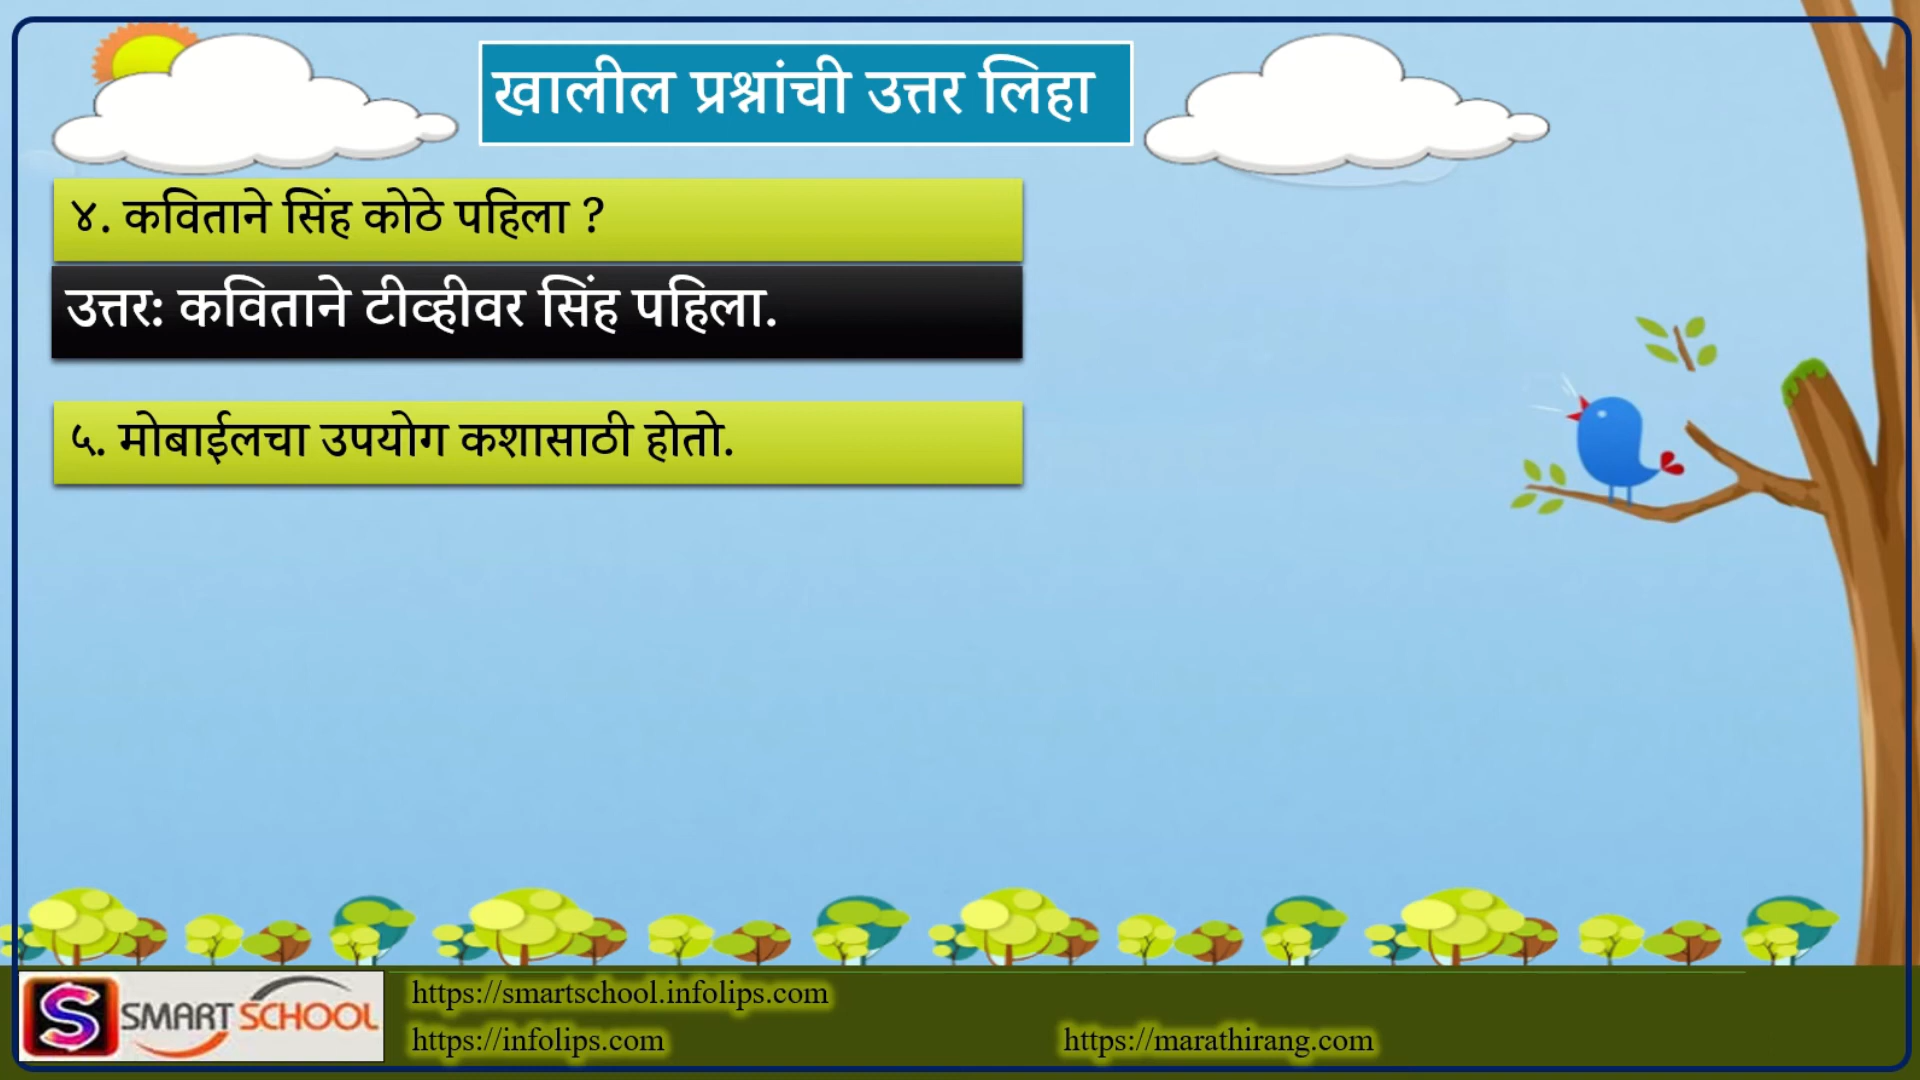 खालील प्रश्नांची उत्तर लिहा
४. कविताने सिंह कोठे पहिला ?
उत्तर: कविताने टीव्हीवर सिंह पहिला.
५. मोबाईलचा उपयोग कशासाठी होतो.
S SMART SCHOOL
https://smartschool.infolips.com
https://infolips.com
https://marathirang.com